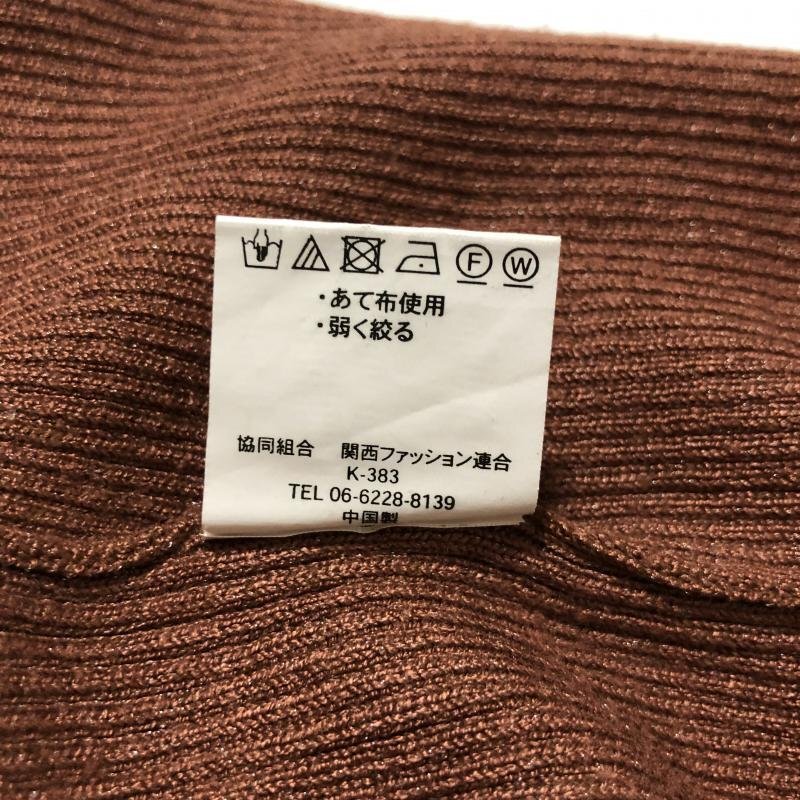 F W
・あて布使用
・弱く絞る
協同組合 関西ファッション連合
K-383
TEL 06-6228-8139
中国製